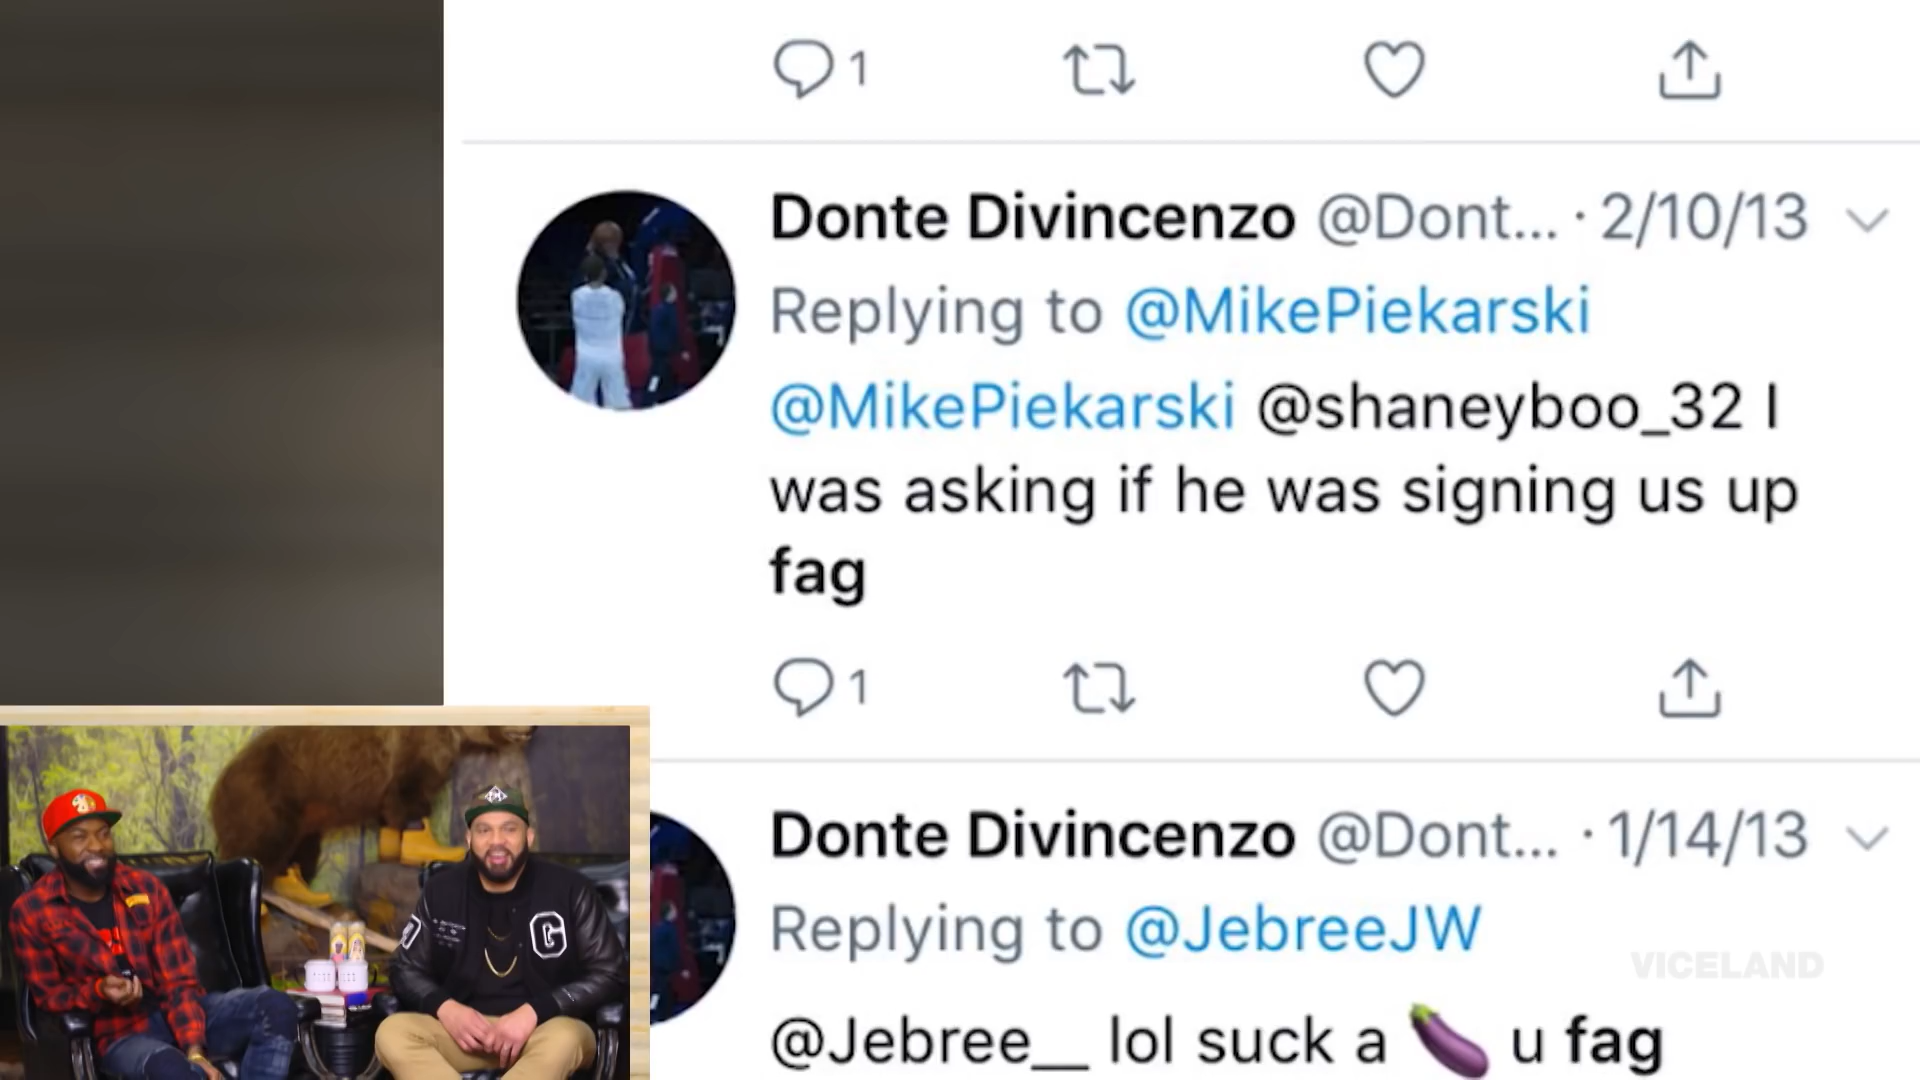 1
Donte Divincenzo @Dont... · 2/10/13
Replying to @MikePiekarski
@MikePiekarski @shaneyboo_32 I
was asking if he was signing us up
fag
1
Donte Divincenzo @Dont... · 1/14/13
Replying to @JebreeJW
@Jebree__ lol suck a 🍆 u fag
VICELAND
G